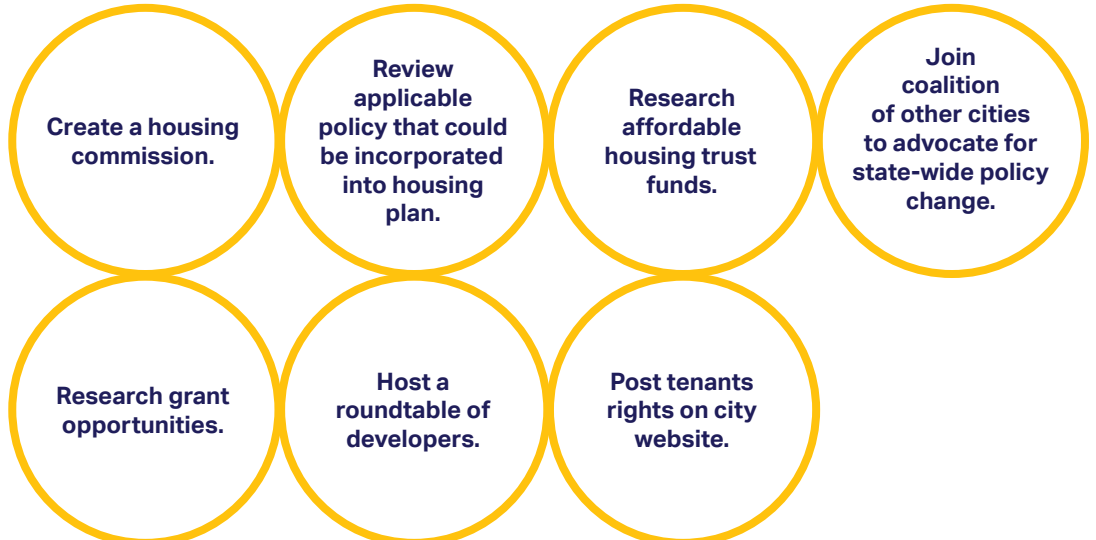 Create a housing
commission.
Review
applicable
policy that could
be incorporated
into housing
plan.
Research
affordable
housing trust
funds.
Join
coalition
of other cities
to advocate for
state-wide policy
change.
Research grant
opportunities.
Host a
roundtable of
developers.
Post tenants
rights on city
website.